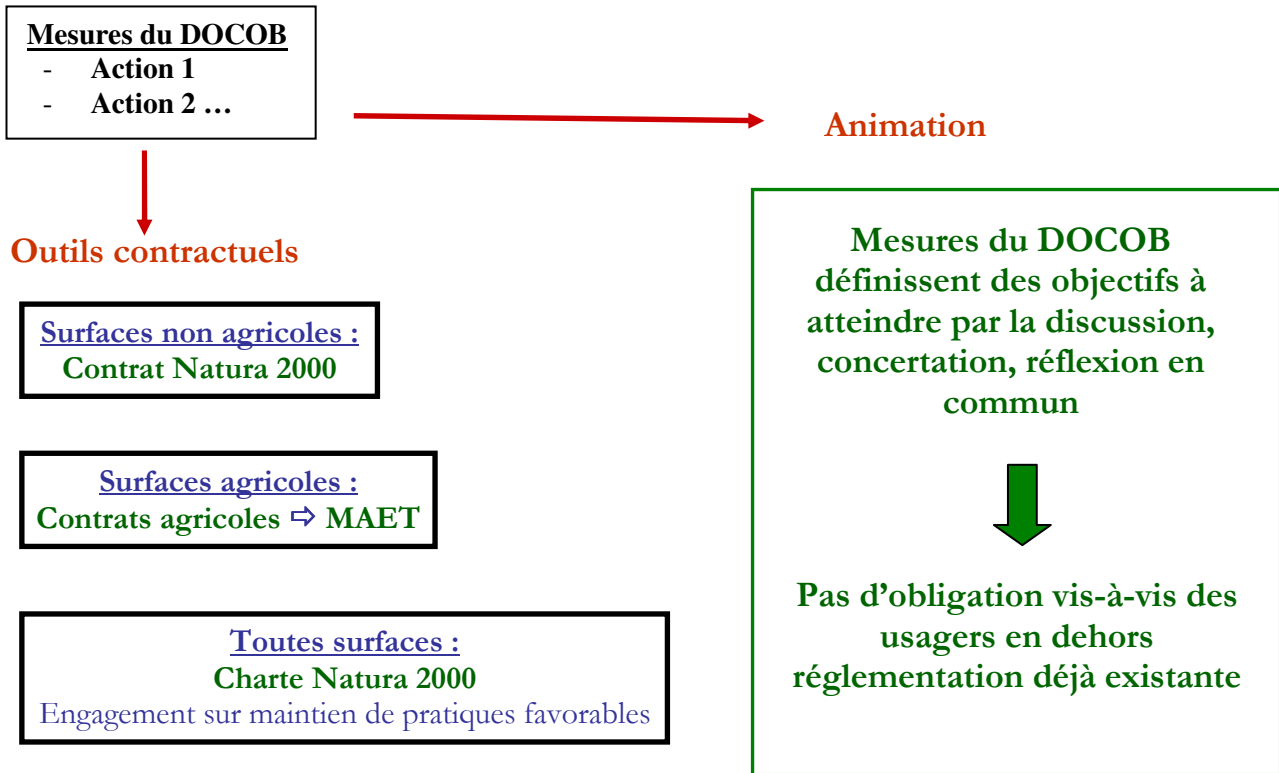 Mesures du DOCOB
- Action 1
- Action 2 …
Animation
Outils contractuels
Surfaces non agricoles :
Contrat Natura 2000
Surfaces agricoles :
Contrats agricoles ⇨ MAET
Toutes surfaces :
Charte Natura 2000
Engagement sur maintien de pratiques favorables
Mesures du DOCOB
définissent des objectifs à
atteindre par la discussion,
concertation, réflexion en
commun
Pas d’obligation vis-à-vis des
usagers en dehors
réglementation déjà existante